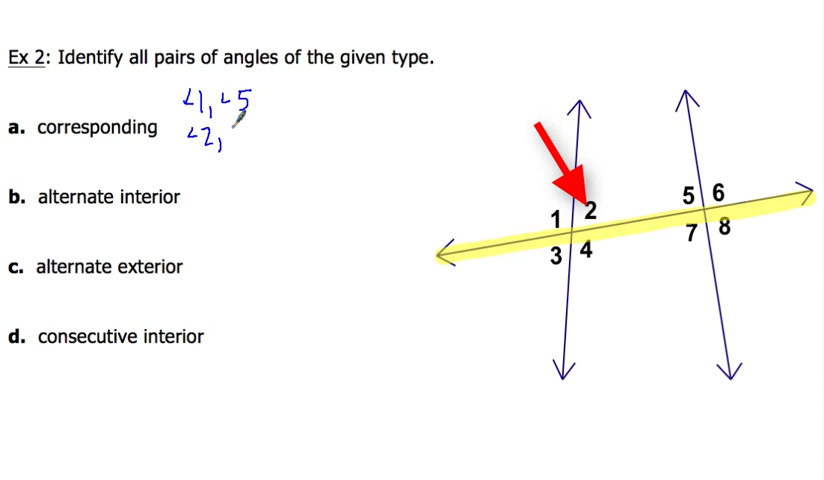 Ex 2: Identify all pairs of angles of the given type.
∠1, ∠5
a. corresponding
∠2,
b. alternate interior
c. alternate exterior
d. consecutive interior
1 2
3 4
5 6
7 8